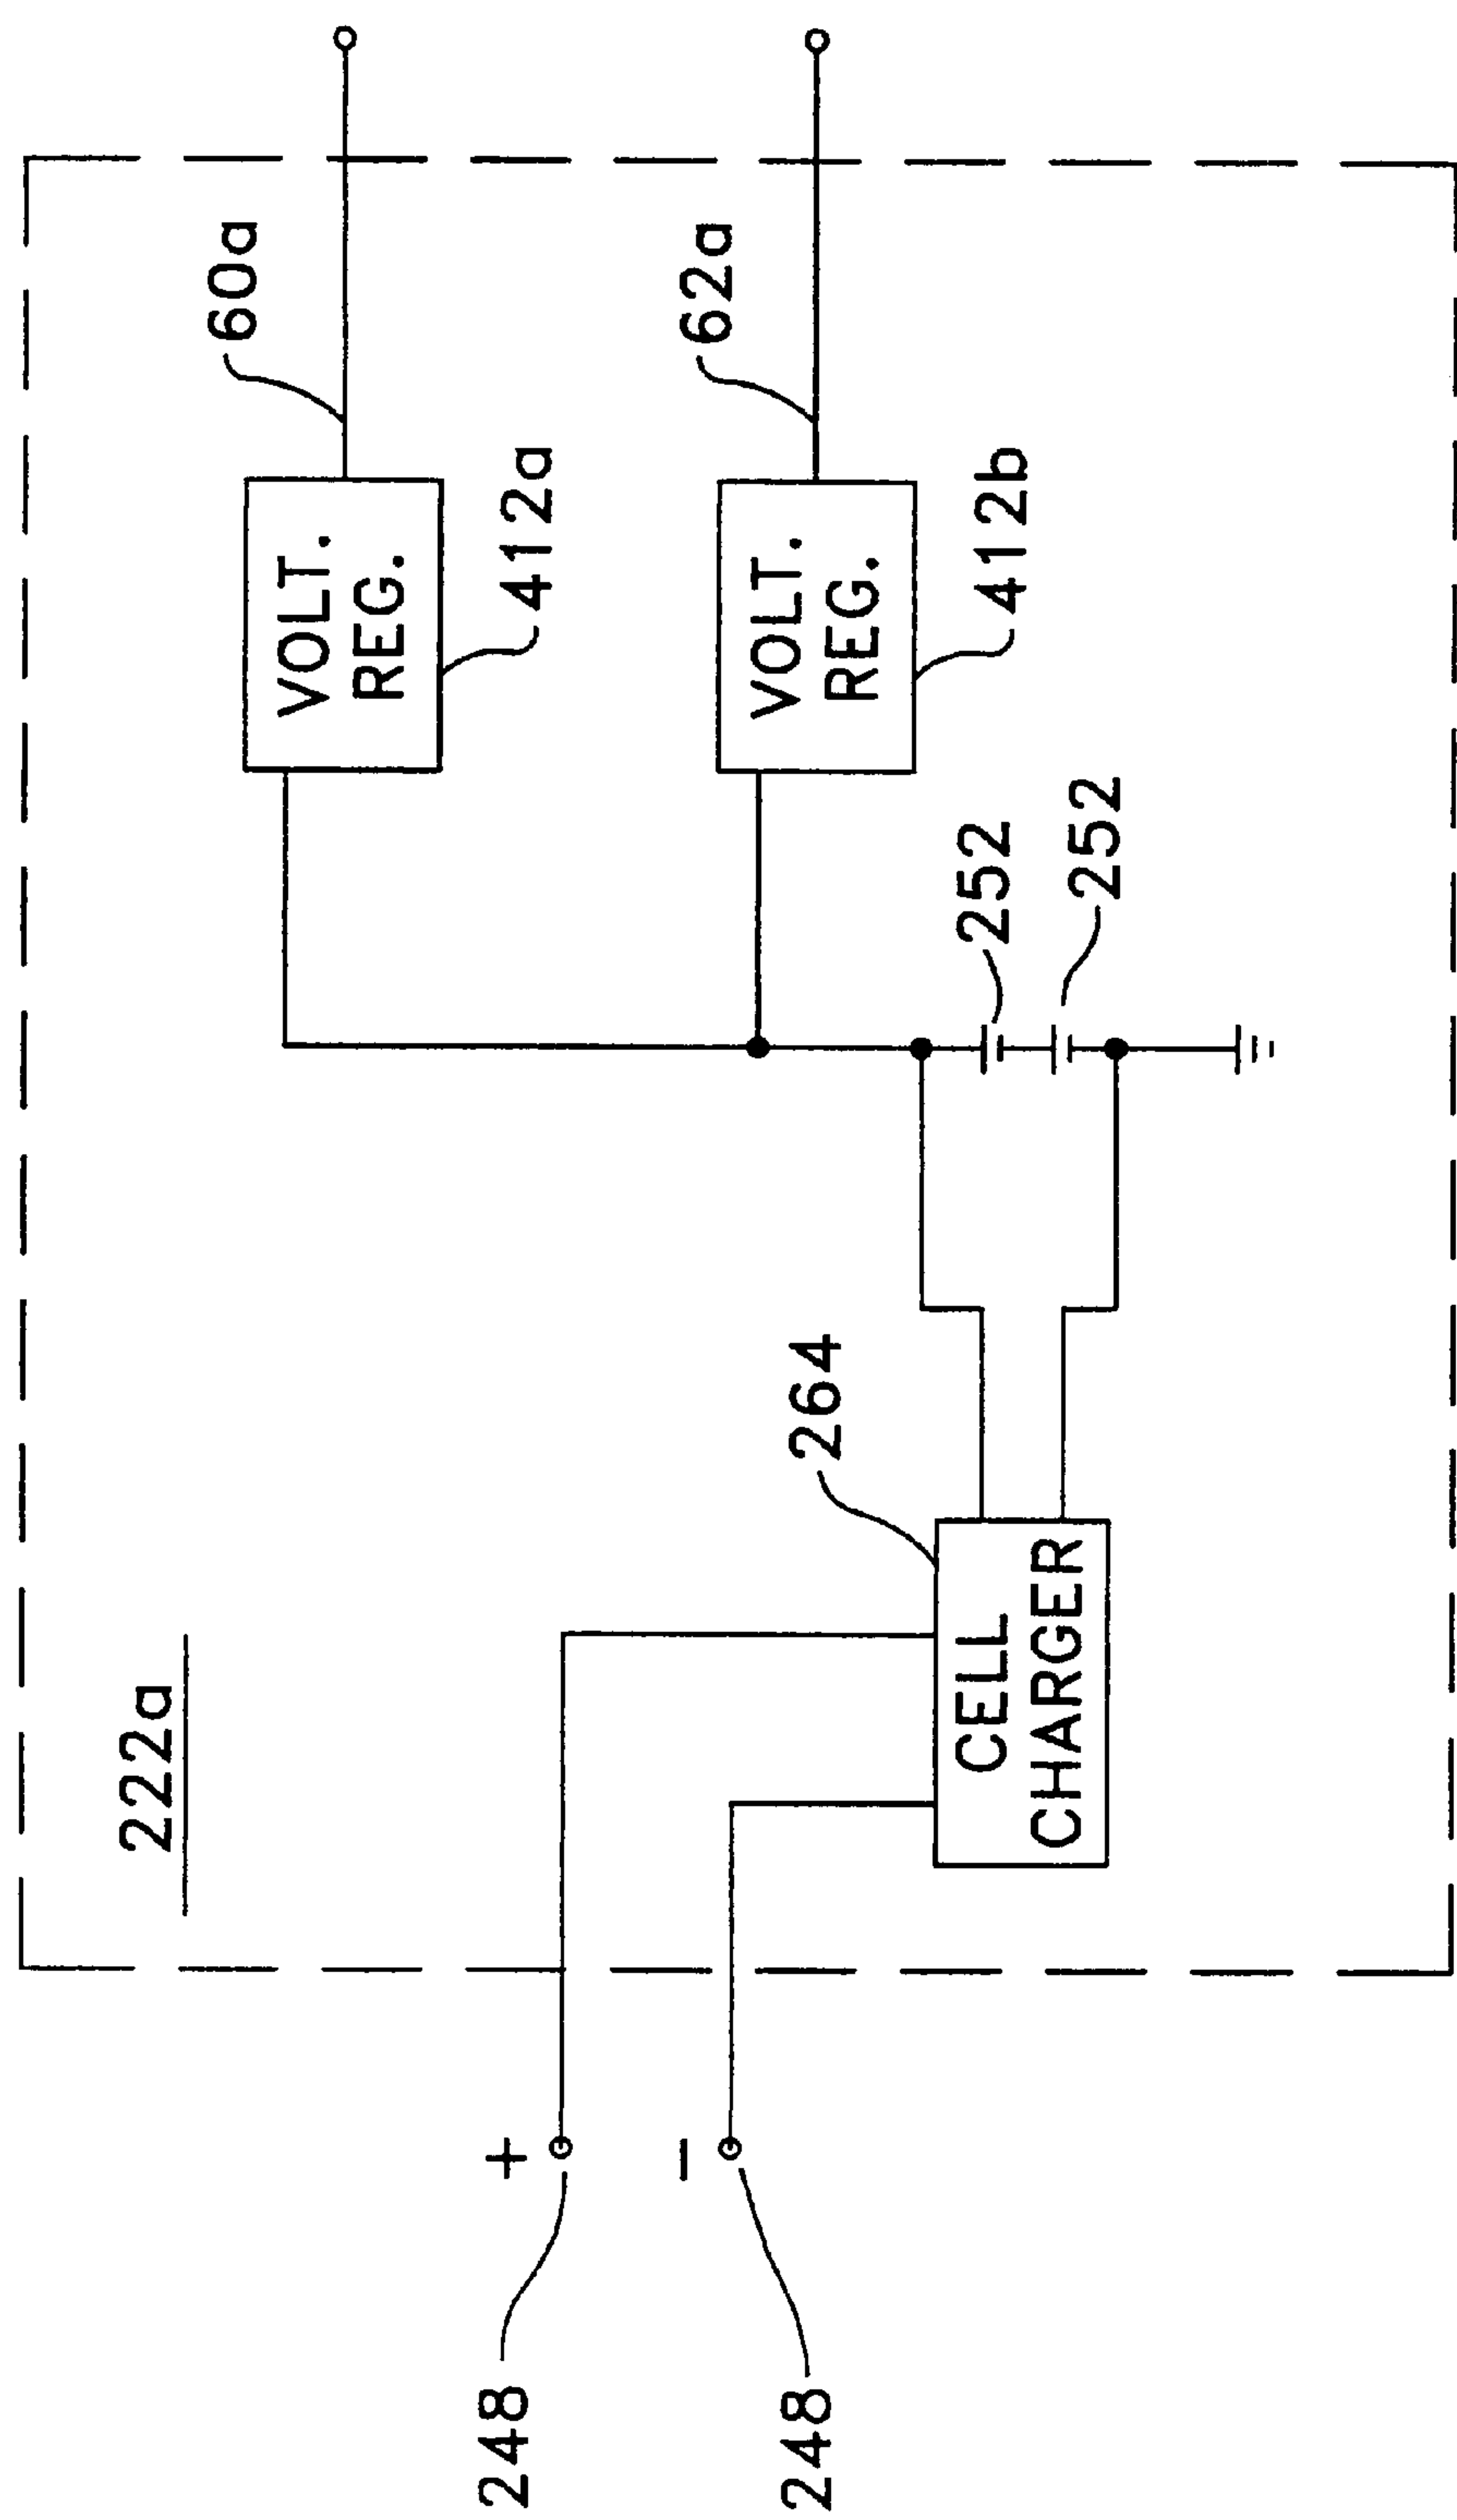 222a
60a
VOLT.
REG.
412a
62a
VOLT.
REG.
412b
252
252
264
CELL
CHARGER
+
248
−
248